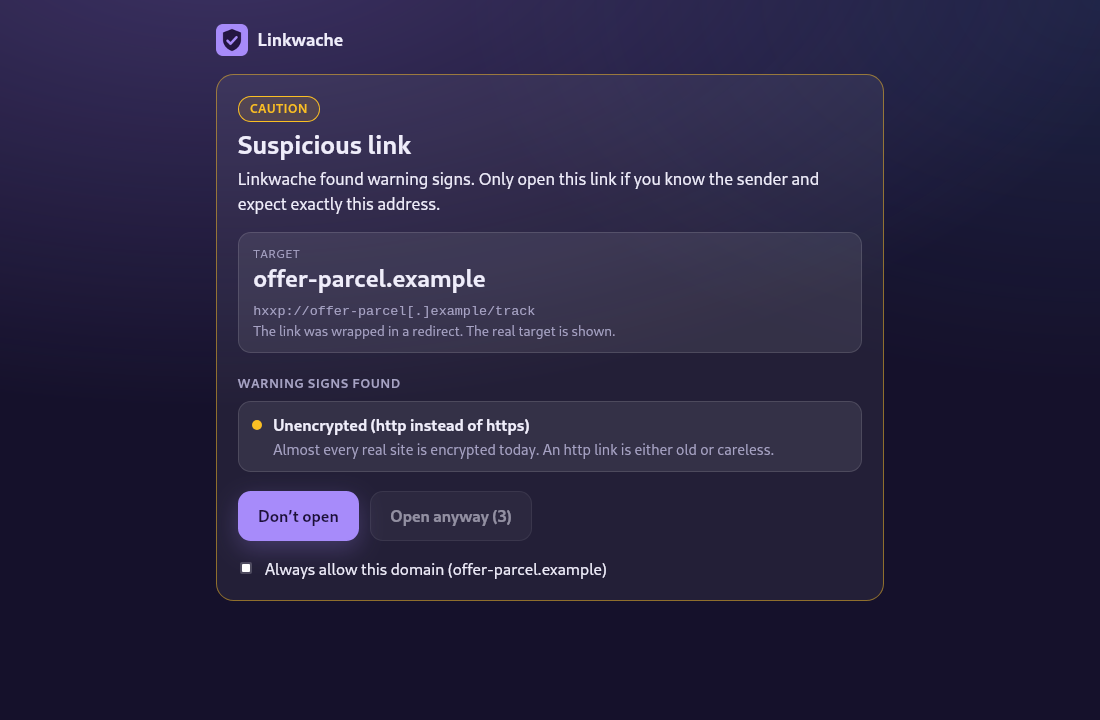 Linkwache
CAUTION
Suspicious link
Linkwache found warning signs. Only open this link if you know the sender and
expect exactly this address.
TARGET
offer-parcel.example
hxxp://offer-parcel[.]example/track
The link was wrapped in a redirect. The real target is shown.
WARNING SIGNS FOUND
Unencrypted (http instead of https)
Almost every real site is encrypted today. An http link is either old or careless.
Don’t open
Open anyway (3)
Always allow this domain (offer-parcel.example)